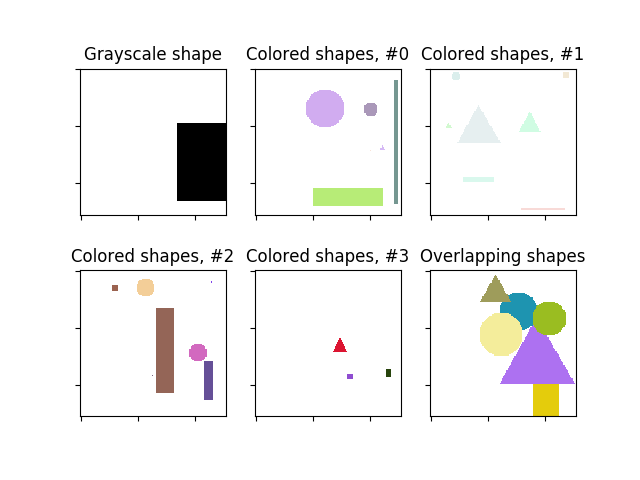 Grayscale shape
Colored shapes, #0
Colored shapes, #1
Colored shapes, #2
Colored shapes, #3
Overlapping shapes